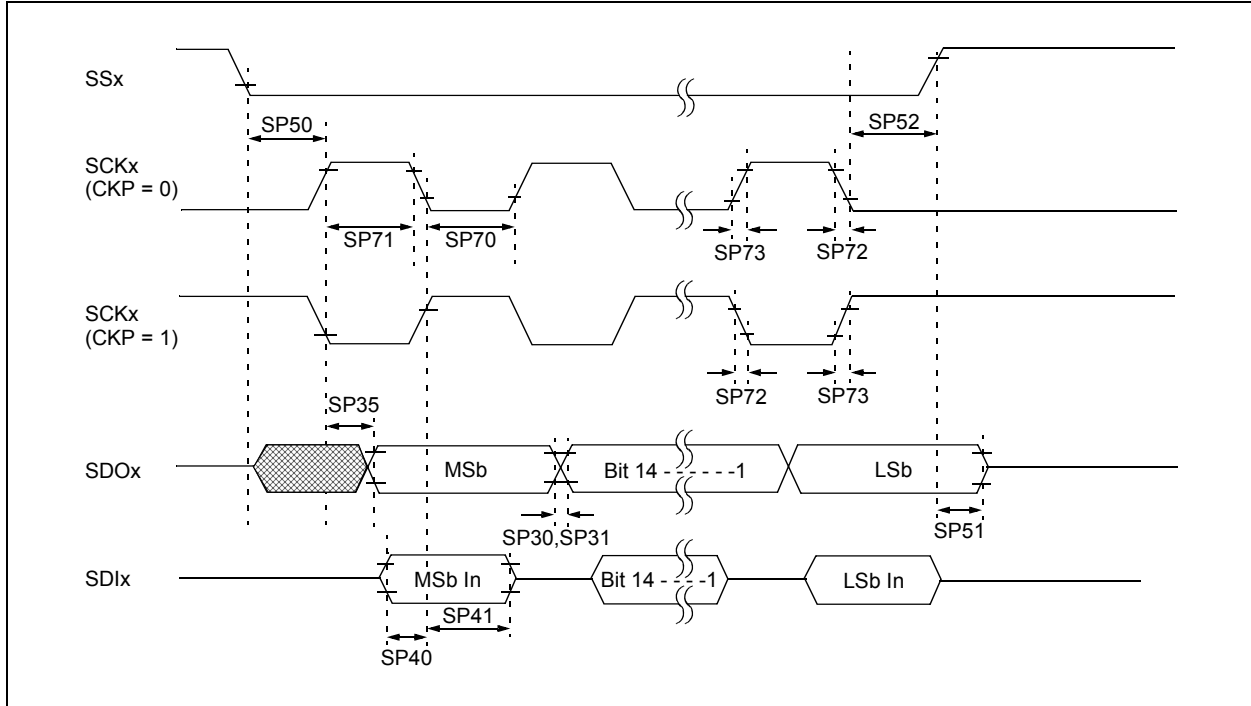 SSx
SP50
SP52
SCKx
(CKP = 0)
SP71
SP70
SP73
SP72
SCKx
(CKP = 1)
SP72
SP73
SP35
SDOx
MSb
Bit 14 - - - - - -1
LSb
SP30,SP31
SP51
SDIx
MSb In
Bit 14 - - - -1
LSb In
SP41
SP40